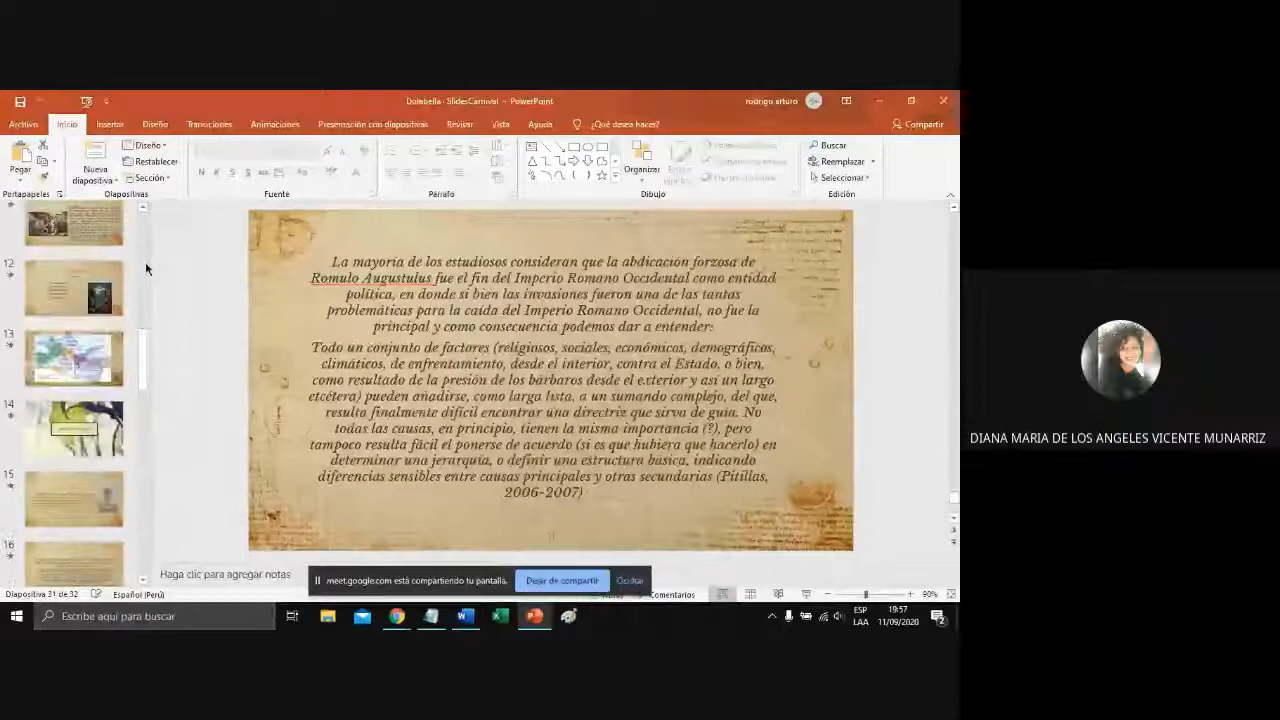 Dolabella · SlidesCarnival - PowerPoint
rodrigo arturo
Archivo Inicio Insertar Diseño Transiciones Animaciones Presentación con diapositivas Revisar Vista Ayuda ¿Qué desea hacer? Compartir
Pegar
Nueva diapositiva
Diseño
Restablecer
Sección
Organizar
Buscar
Reemplazar
Seleccionar
Portapapeles Diapositivas Fuente Párrafo Dibujo Edición
12
13
14
15
16
La mayoría de los estudiosos consideran que la abdicación forzosa de
Romulo Augustulus fue el fin del Imperio Romano Occidental como entidad
política, en donde si bien las invasiones fueron una de las tantas
problemáticas para la caída del Imperio Romano Occidental, no fue la
principal y como consecuencia podemos dar a entender:
Todo un conjunto de factores (religiosos, sociales, económicos, demográficos,
climáticos, de enfrentamiento, desde el interior, contra el Estado, o bien,
como resultado de la presión de los bárbaros desde el exterior y así un largo
etcétera) pueden añadirse, como larga lista, a un sumando complejo, del que,
resulta finalmente difícil encontrar una directriz que sirva de guía. No
todas las causas, en principio, tienen la misma importancia (?), pero
tampoco resulta fácil el ponerse de acuerdo (si es que hubiera que hacerlo) en
determinar una jerarquía, o definir una estructura básica, indicando
diferencias sensibles entre causas principales y otras secundarias (Pitillas,
2006-2007)
Haga clic para agregar notas
meet.google.com está compartiendo tu pantalla.
Dejar de compartir
Ocultar
Diapositiva 31 de 32
Español (Perú)
Comentarios
90%
Escribe aquí para buscar
ESP
LAA
19:57
11/09/2020
2
DIANA MARIA DE LOS ANGELES VICENTE MUNARRIZ